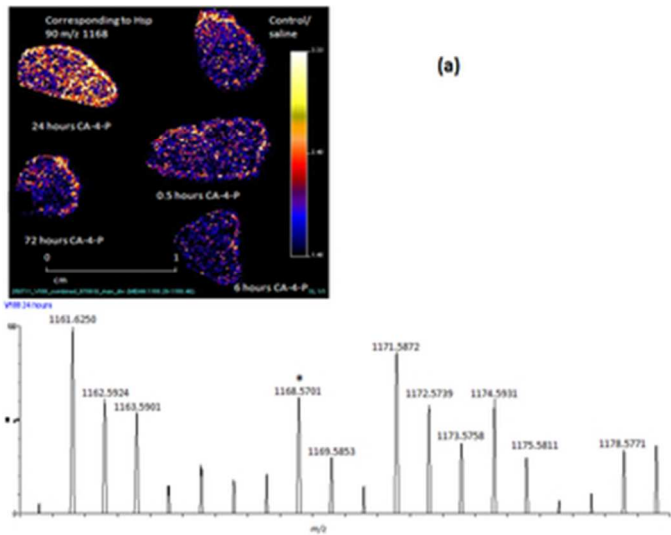 Corresponding to Hsp
90 m/z 1168
Control/
saline
(a)
24 hours CA-4-P
0.5 hours CA-4-P
72 hours CA-4-P
0
1
cm
6 hours CA-4-P
24 hours
1161.6250
1162.5924
1163.5901
*
1168.5701
1169.5853
1171.5872
1172.5739
1173.5758
1174.5931
1175.5811
1178.5771
m/z